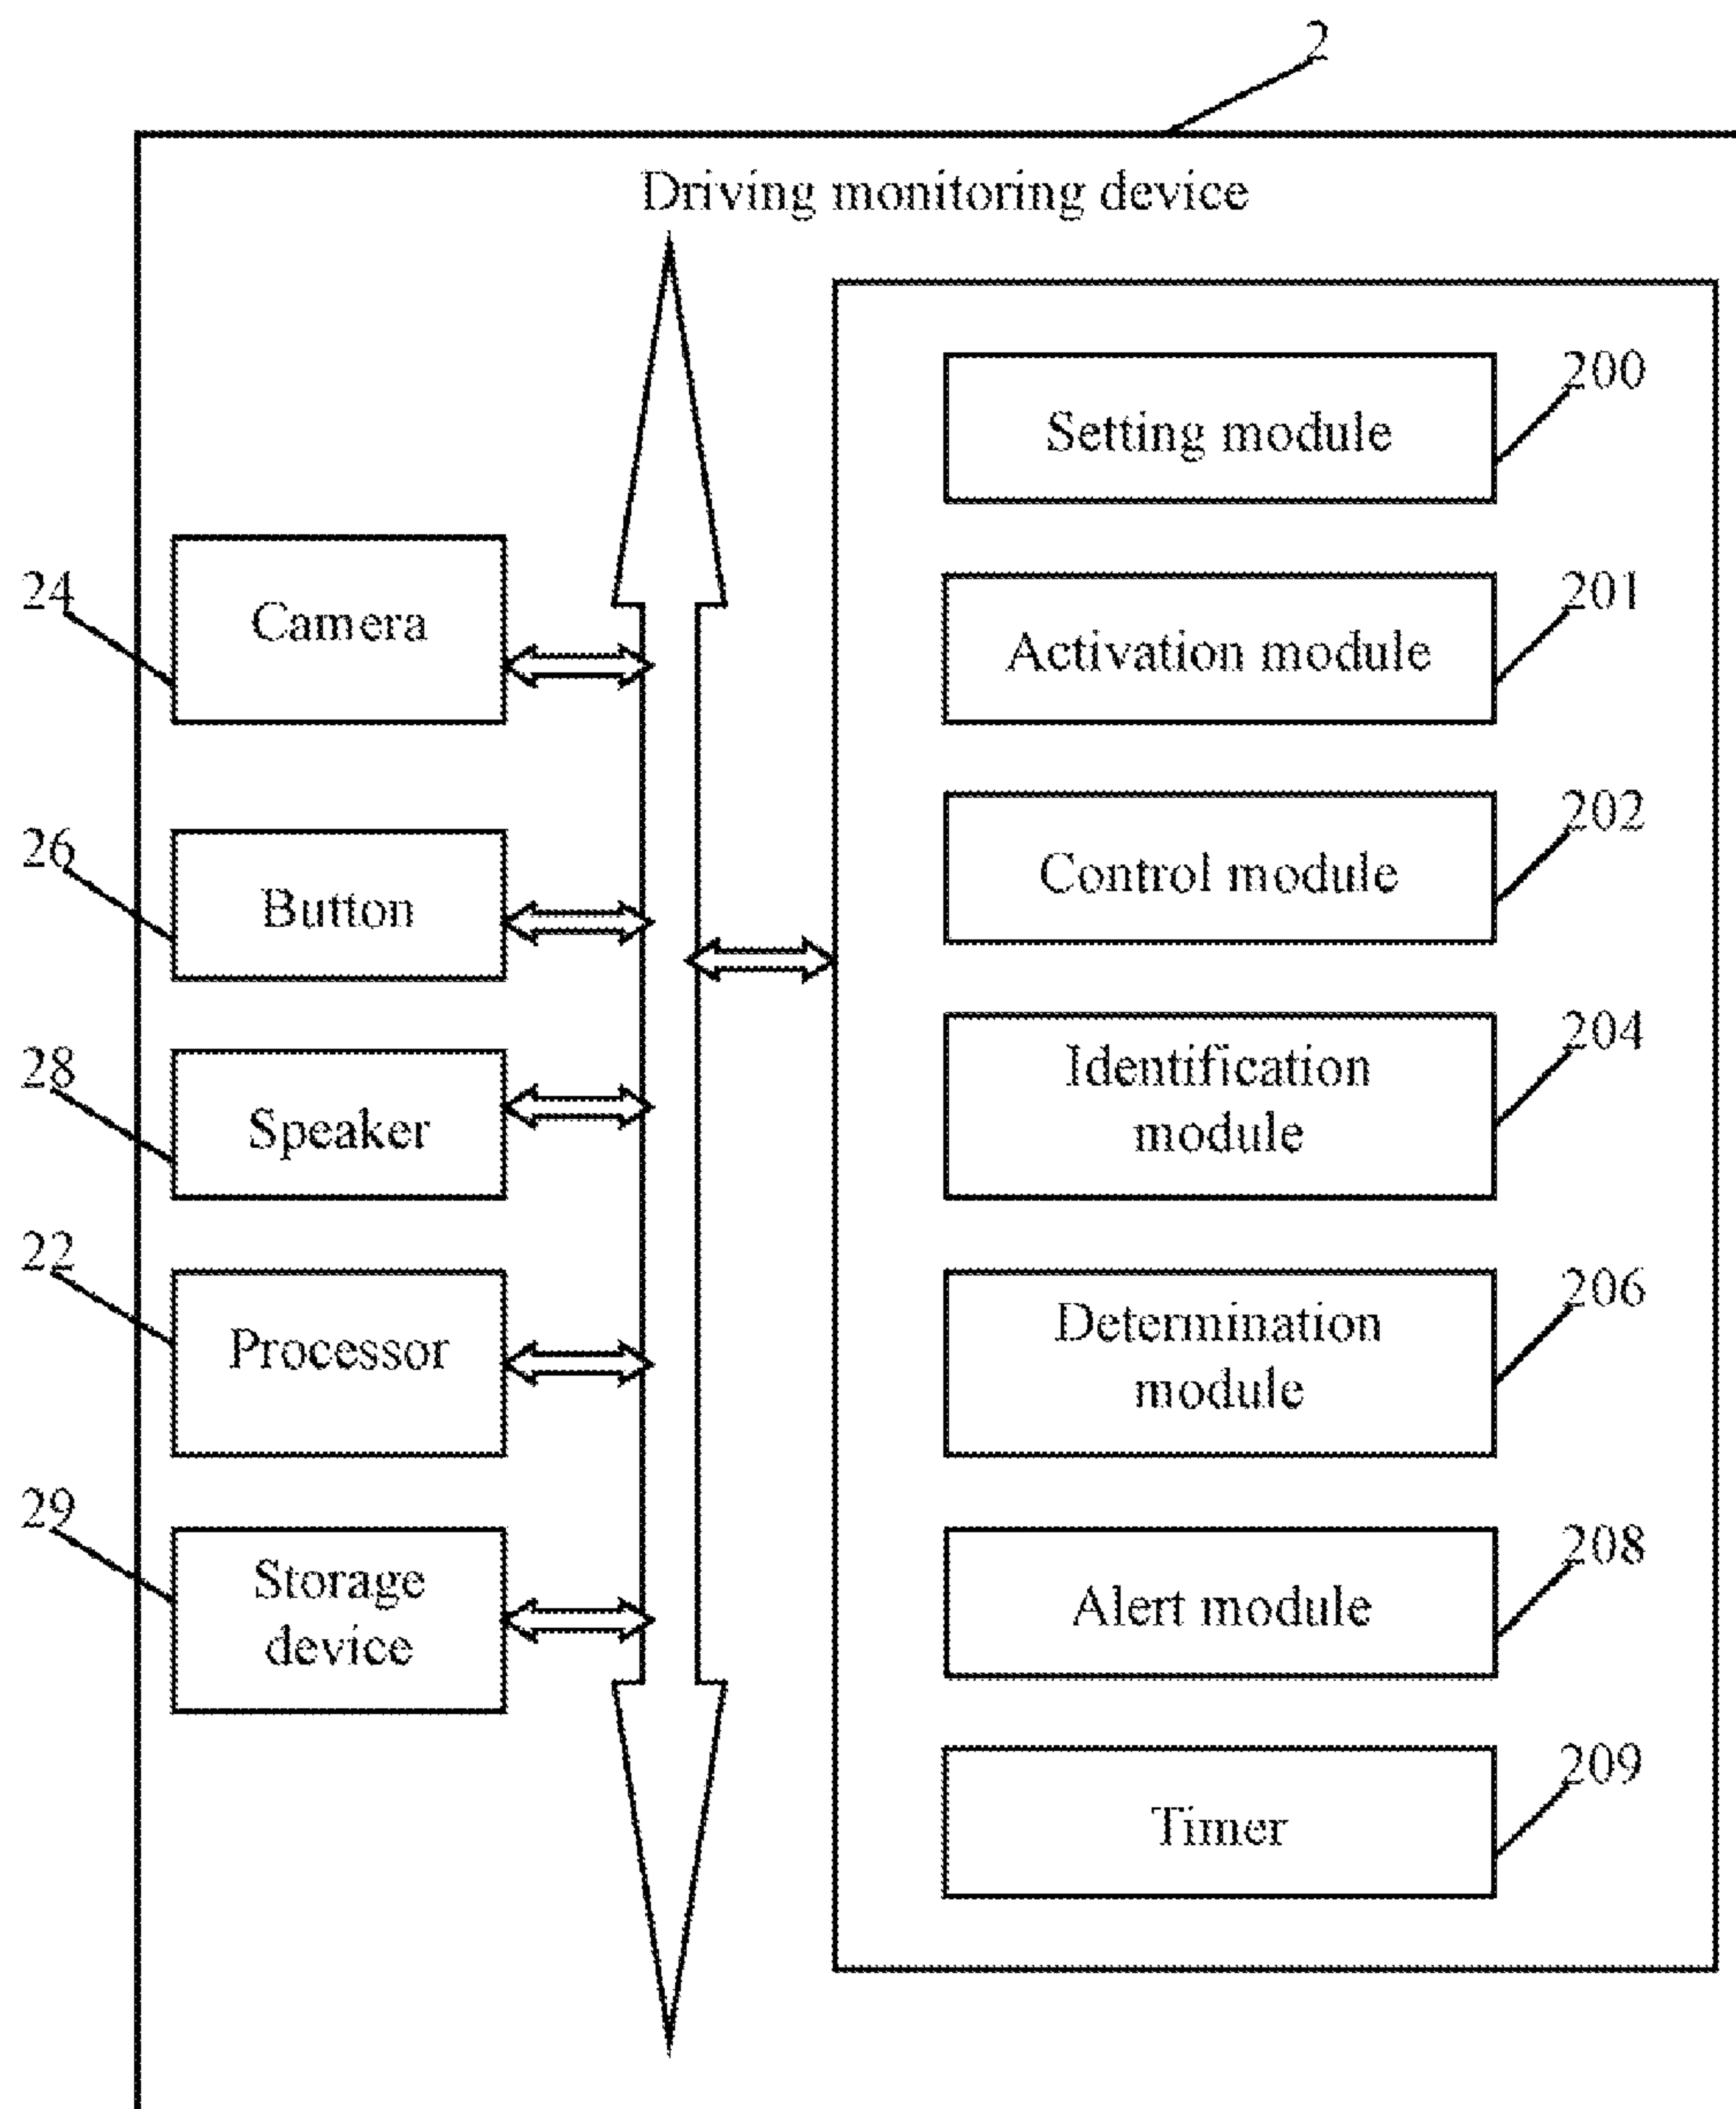 2
Driving monitoring device
24
Camera
26
Button
28
Speaker
22
Processor
29
Storage
device
200
Setting module
201
Activation module
202
Control module
204
Identification
module
206
Determination
module
208
Alert module
209
Timer